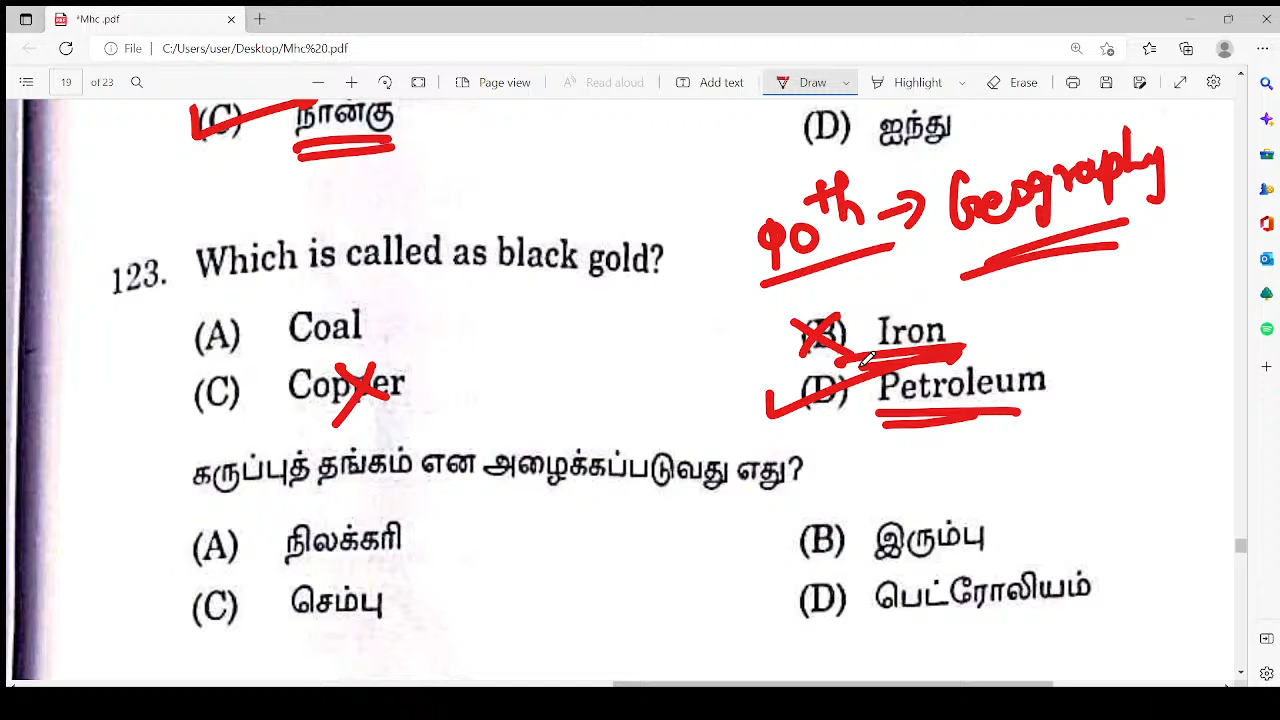 *Mhc .pdf
File | C:/Users/user/Desktop/Mhc%20.pdf
19 of 23 Page view Read aloud Add text Draw Highlight Erase
(C) நான்கு (D) ஐந்து
10th → Geography
123. Which is called as black gold?
(A) Coal (B) Iron
(C) Copper (D) Petroleum
கருப்புத் தங்கம் என அழைக்கப்படுவது எது?
(A) நிலக்கரி (B) இரும்பு
(C) செம்பு (D) பெட்ரோலியம்